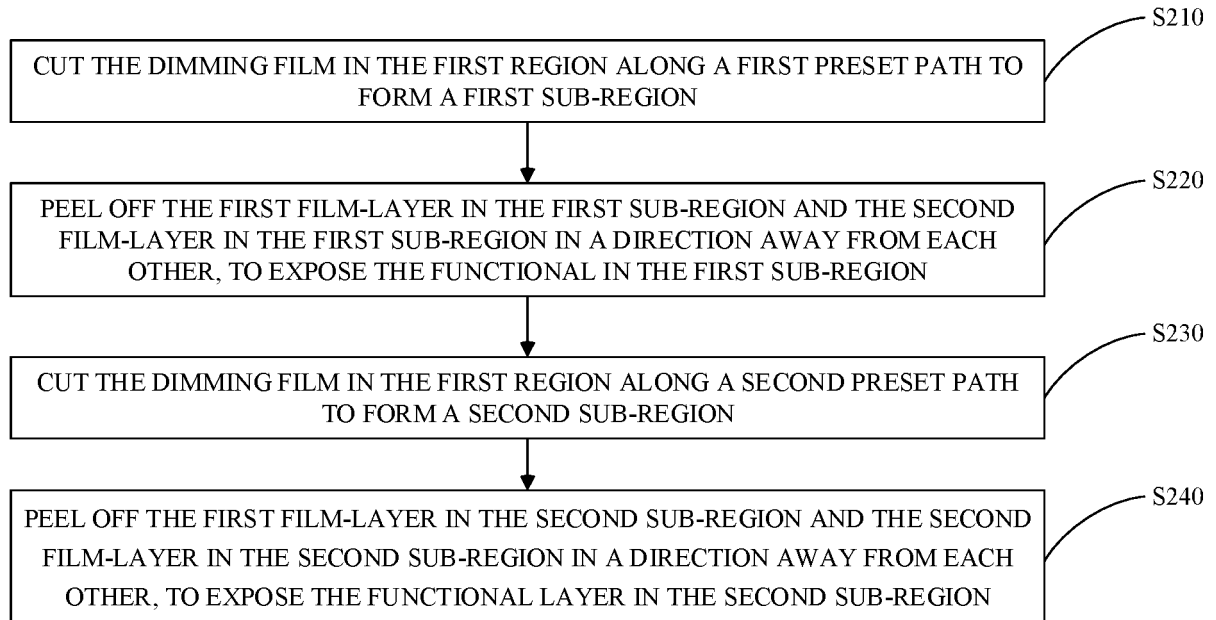 S210
CUT THE DIMMING FILM IN THE FIRST REGION ALONG A FIRST PRESET PATH TO
FORM A FIRST SUB-REGION
S220
PEEL OFF THE FIRST FILM-LAYER IN THE FIRST SUB-REGION AND THE SECOND
FILM-LAYER IN THE FIRST SUB-REGION IN A DIRECTION AWAY FROM EACH
OTHER, TO EXPOSE THE FUNCTIONAL IN THE FIRST SUB-REGION
S230
CUT THE DIMMING FILM IN THE FIRST REGION ALONG A SECOND PRESET PATH
TO FORM A SECOND SUB-REGION
S240
PEEL OFF THE FIRST FILM-LAYER IN THE SECOND SUB-REGION AND THE SECOND
FILM-LAYER IN THE SECOND SUB-REGION IN A DIRECTION AWAY FROM EACH
OTHER, TO EXPOSE THE FUNCTIONAL LAYER IN THE SECOND SUB-REGION